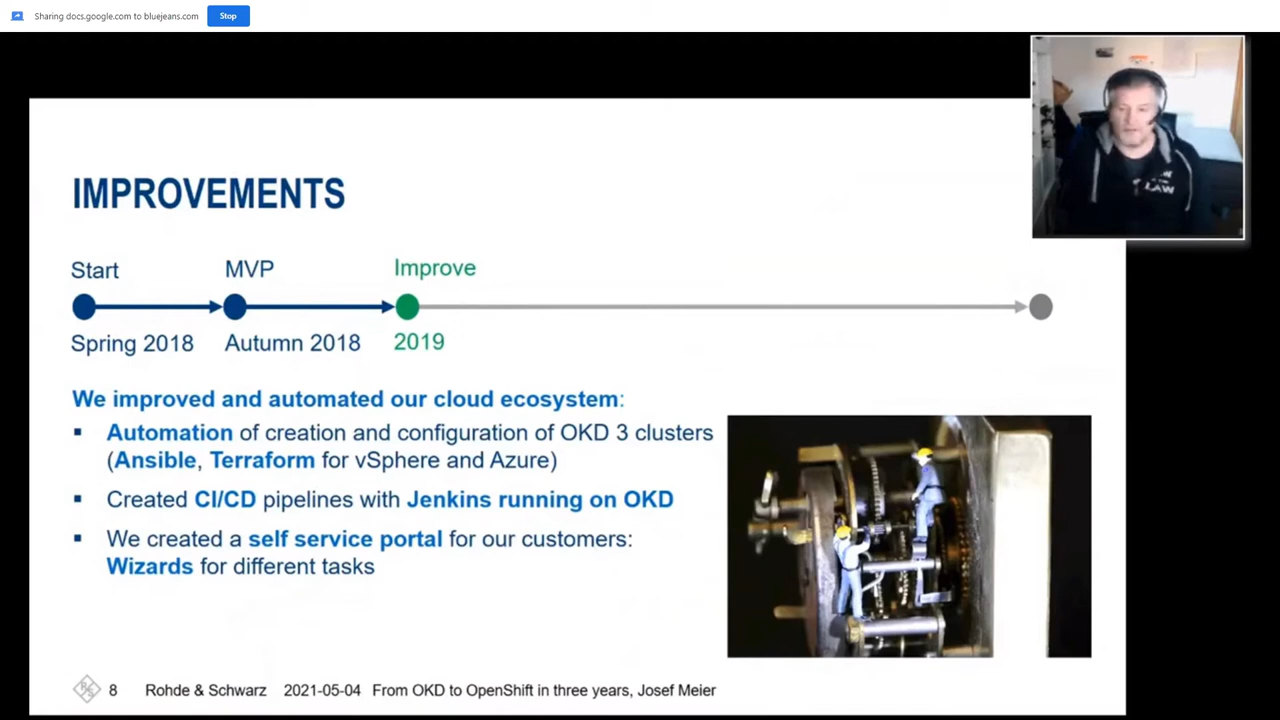 Sharing docs.google.com to bluejeans.com Stop
IMPROVEMENTS
Start MVP Improve
Spring 2018 Autumn 2018 2019
We improved and automated our cloud ecosystem:
▪ Automation of creation and configuration of OKD 3 clusters
(Ansible, Terraform for vSphere and Azure)
▪ Created CI/CD pipelines with Jenkins running on OKD
▪ We created a self service portal for our customers:
Wizards for different tasks
8 Rohde & Schwarz 2021-05-04 From OKD to OpenShift in three years, Josef Meier
LAW